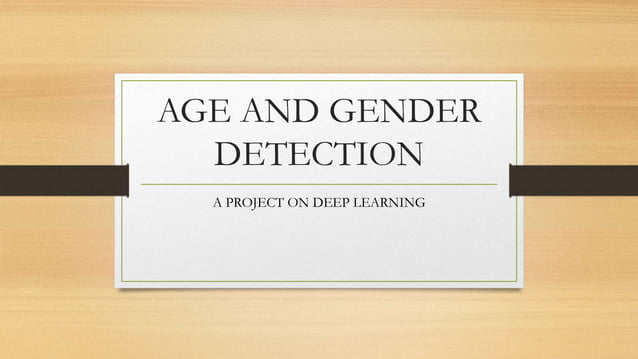 AGE AND GENDER
DETECTION
A PROJECT ON DEEP LEARNING